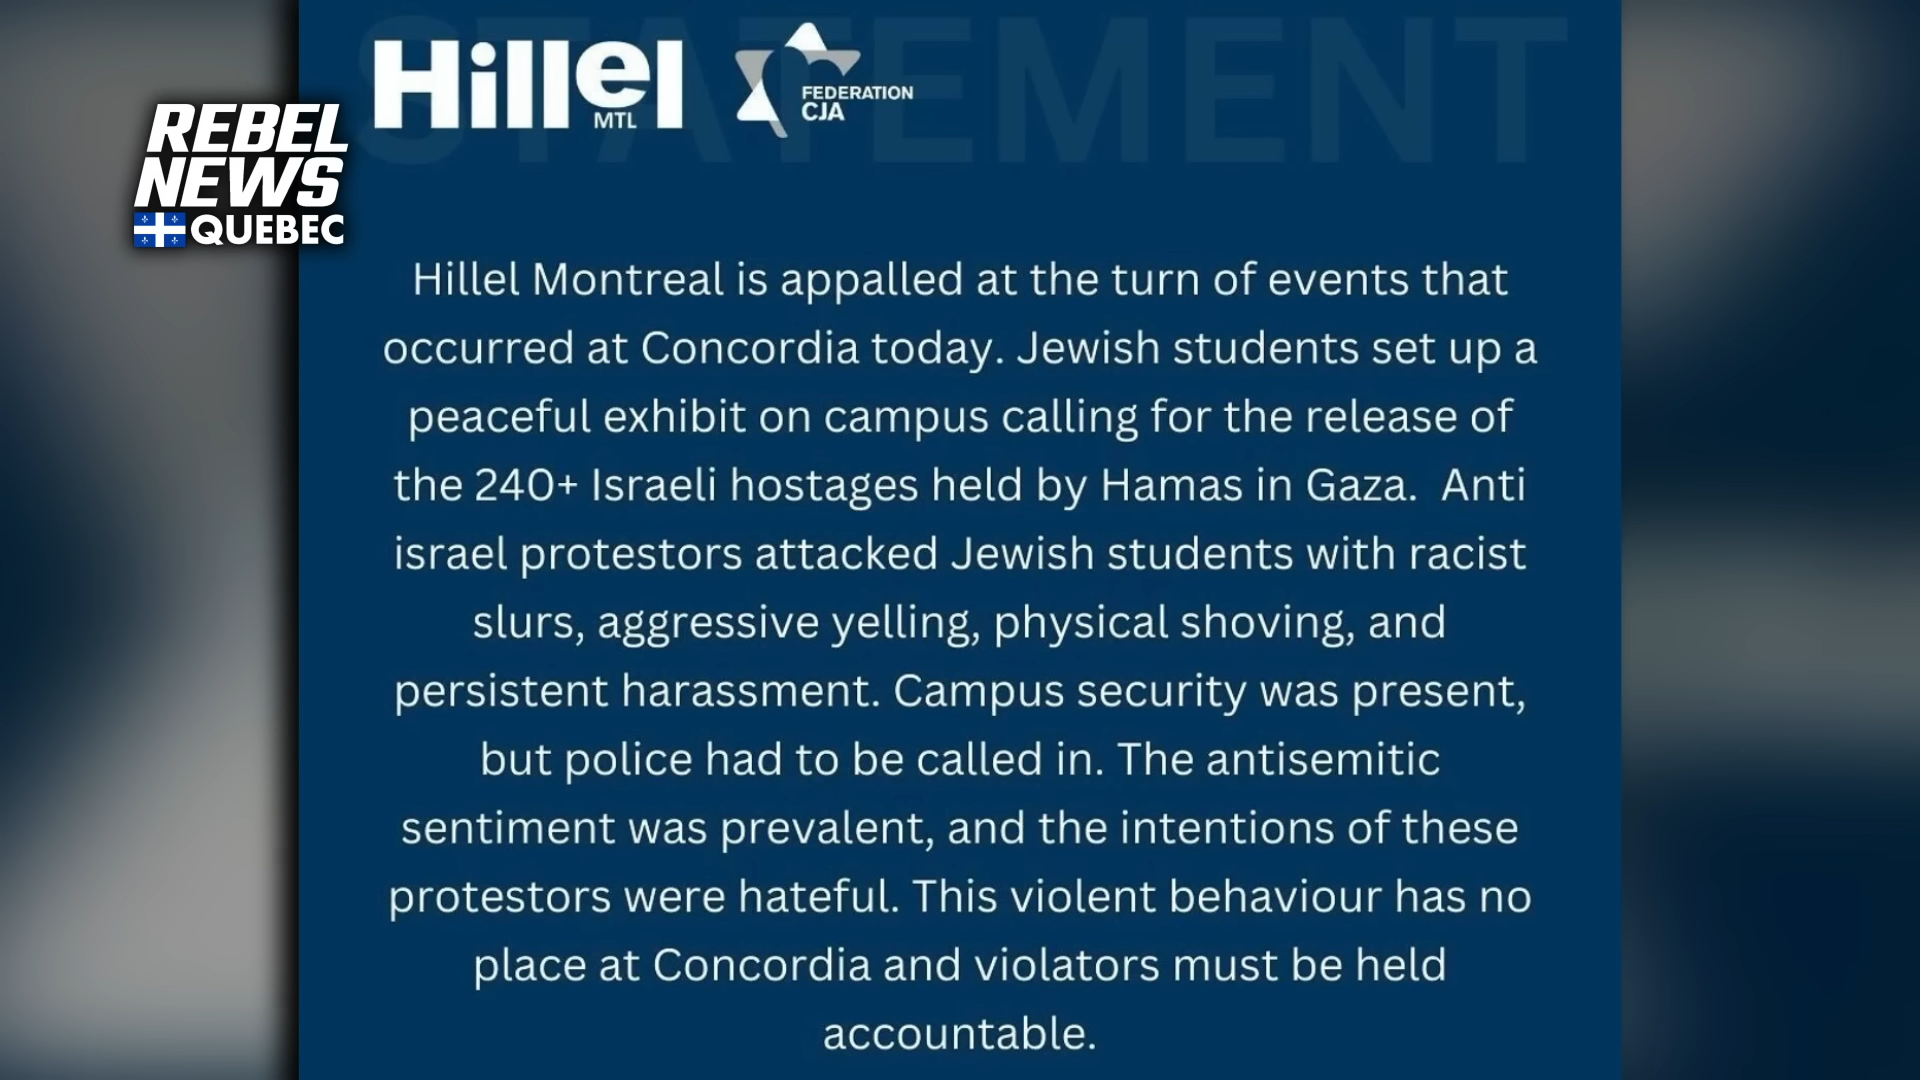 STATEMENT
Hillel
MTL
FEDERATION
CJA
REBEL
NEWS
QUEBEC
Hillel Montreal is appalled at the turn of events that
occurred at Concordia today. Jewish students set up a
peaceful exhibit on campus calling for the release of
the 240+ Israeli hostages held by Hamas in Gaza.  Anti
israel protestors attacked Jewish students with racist
slurs, aggressive yelling, physical shoving, and
persistent harassment. Campus security was present,
but police had to be called in. The antisemitic
sentiment was prevalent, and the intentions of these
protestors were hateful. This violent behaviour has no
place at Concordia and violators must be held
accountable.